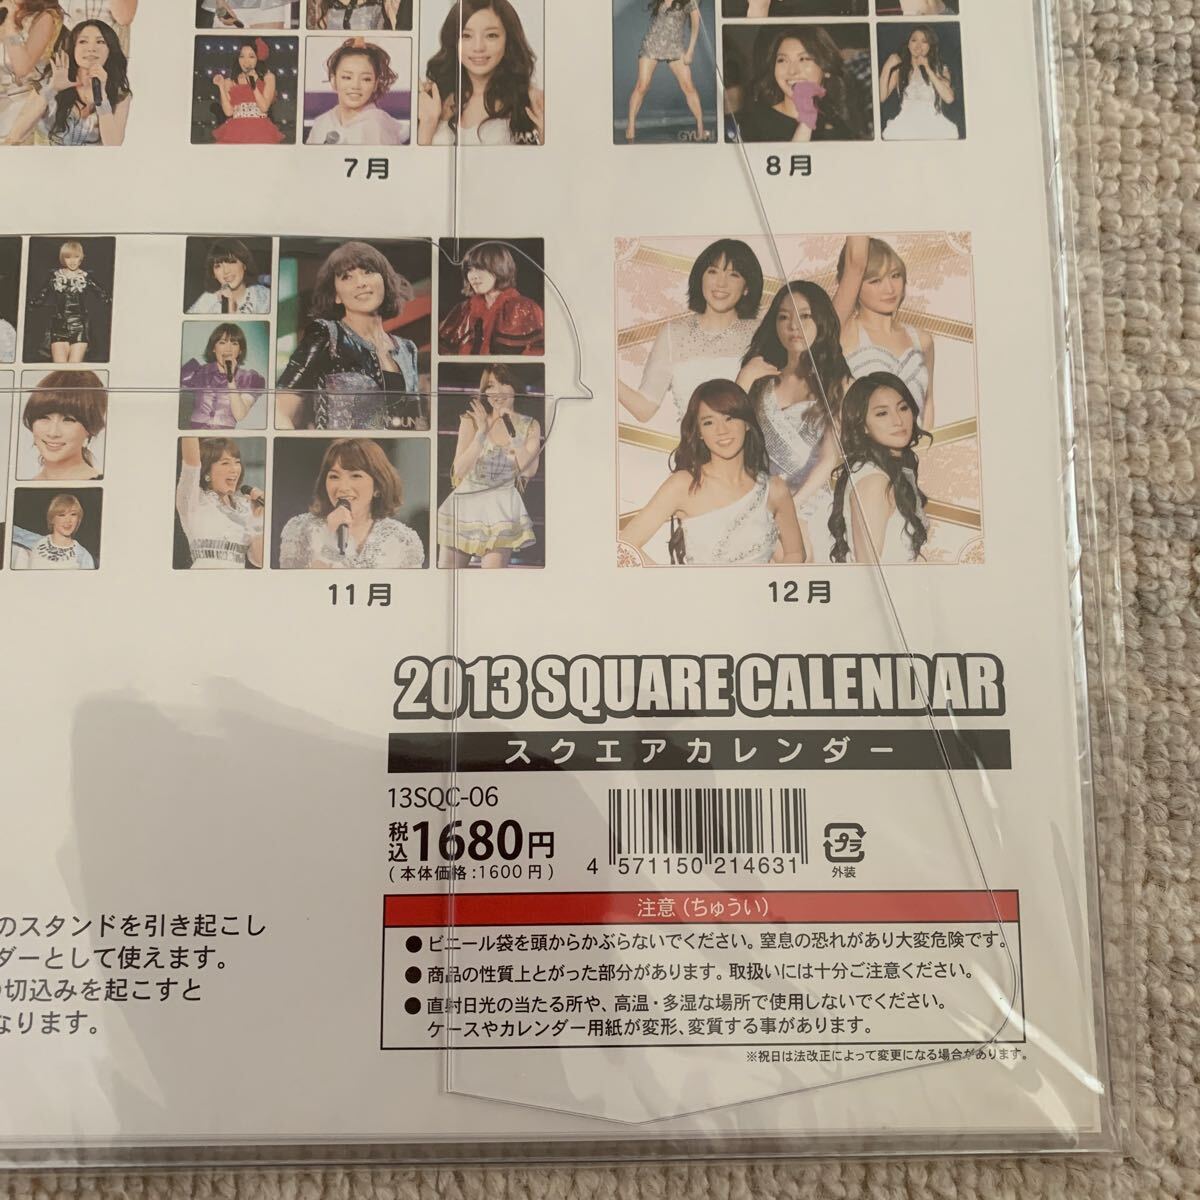 HARA
GYURI
7月
8月
JIYOUNG
11月
12月
2013 SQUARE CALENDAR
スクエアカレンダー
13SQC-06
税込1680円
(本体価格:1600円)
4 571150 214631
プラ
外装
注意(ちゅうい)
●ビニール袋を頭からかぶらないでください。窒息の恐れがあり大変危険です。
●商品の性質上とがった部分があります。取扱いには十分ご注意ください。
●直射日光の当たる所や、高温・多湿な場所で使用しないでください。
ケースやカレンダー用紙が変形、変質する事があります。
※祝日は法改正によって変更になる場合があります。
のスタンドを引き起こし
ダーとして使えます。
の切込みを起こすと
なります。